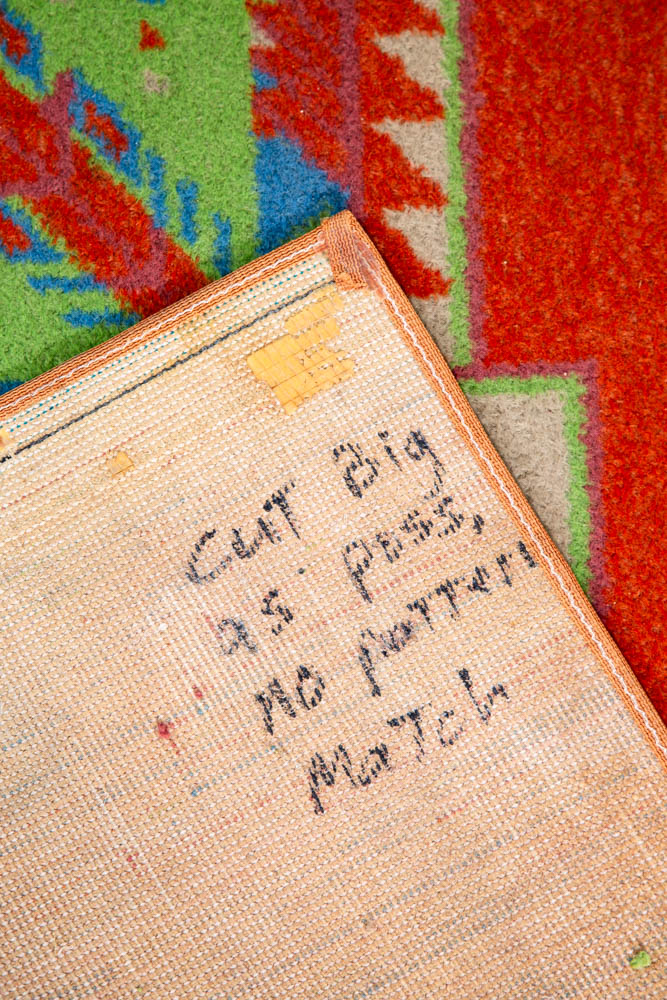 Cut Big
as poss,
no pattern
match